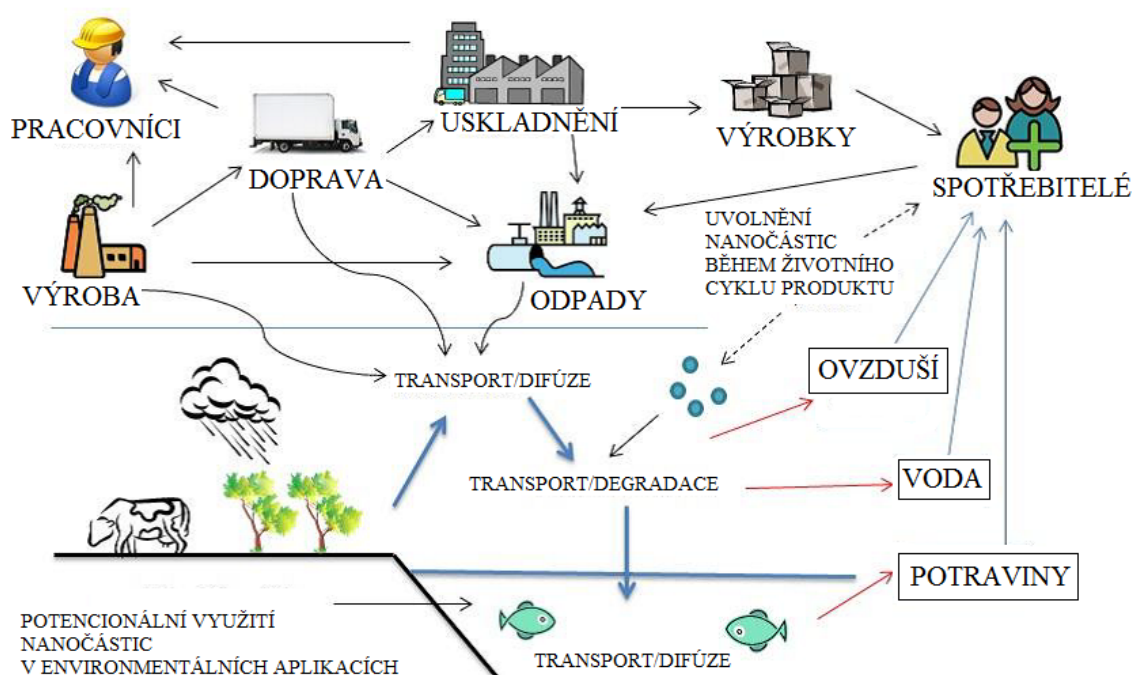 PRACOVNÍCI
USKLADNĚNÍ
VÝROBKY
DOPRAVA
SPOTŘEBITELÉ
UVOLNĚNÍ
NANOČÁSTIC
BĚHEM ŽIVOTNÍHO
CYKLU PRODUKTU
VÝROBA
ODPADY
TRANSPORT/DIFÚZE
OVZDUŠÍ
TRANSPORT/DEGRADACE
VODA
POTRAVINY
POTENCIONÁLNÍ VYUŽITÍ
NANOČÁSTIC
V ENVIRONMENTÁLNÍCH APLIKACÍCH
TRANSPORT/DIFÚZE